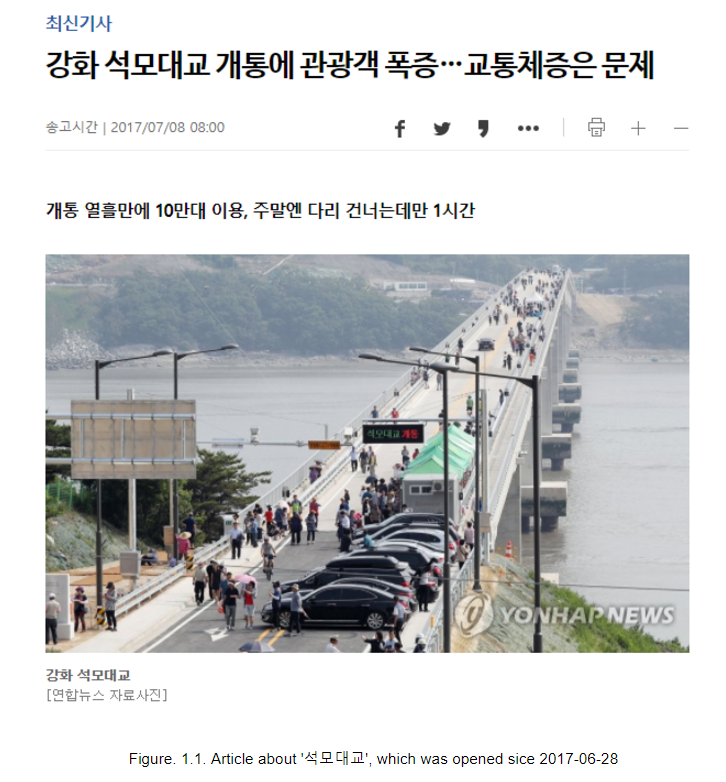 최신기사
강화 석모대교 개통에 관광객 폭증…교통체증은 문제
송고시간 | 2017/07/08 08:00
개통 열흘만에 10만대 이용, 주말엔 다리 건너는데만 1시간
석모대교 개통
YONHAPNEWS
강화 석모대교
[연합뉴스 자료사진]
Figure. 1.1. Article about '석모대교', which was opened sice 2017-06-28